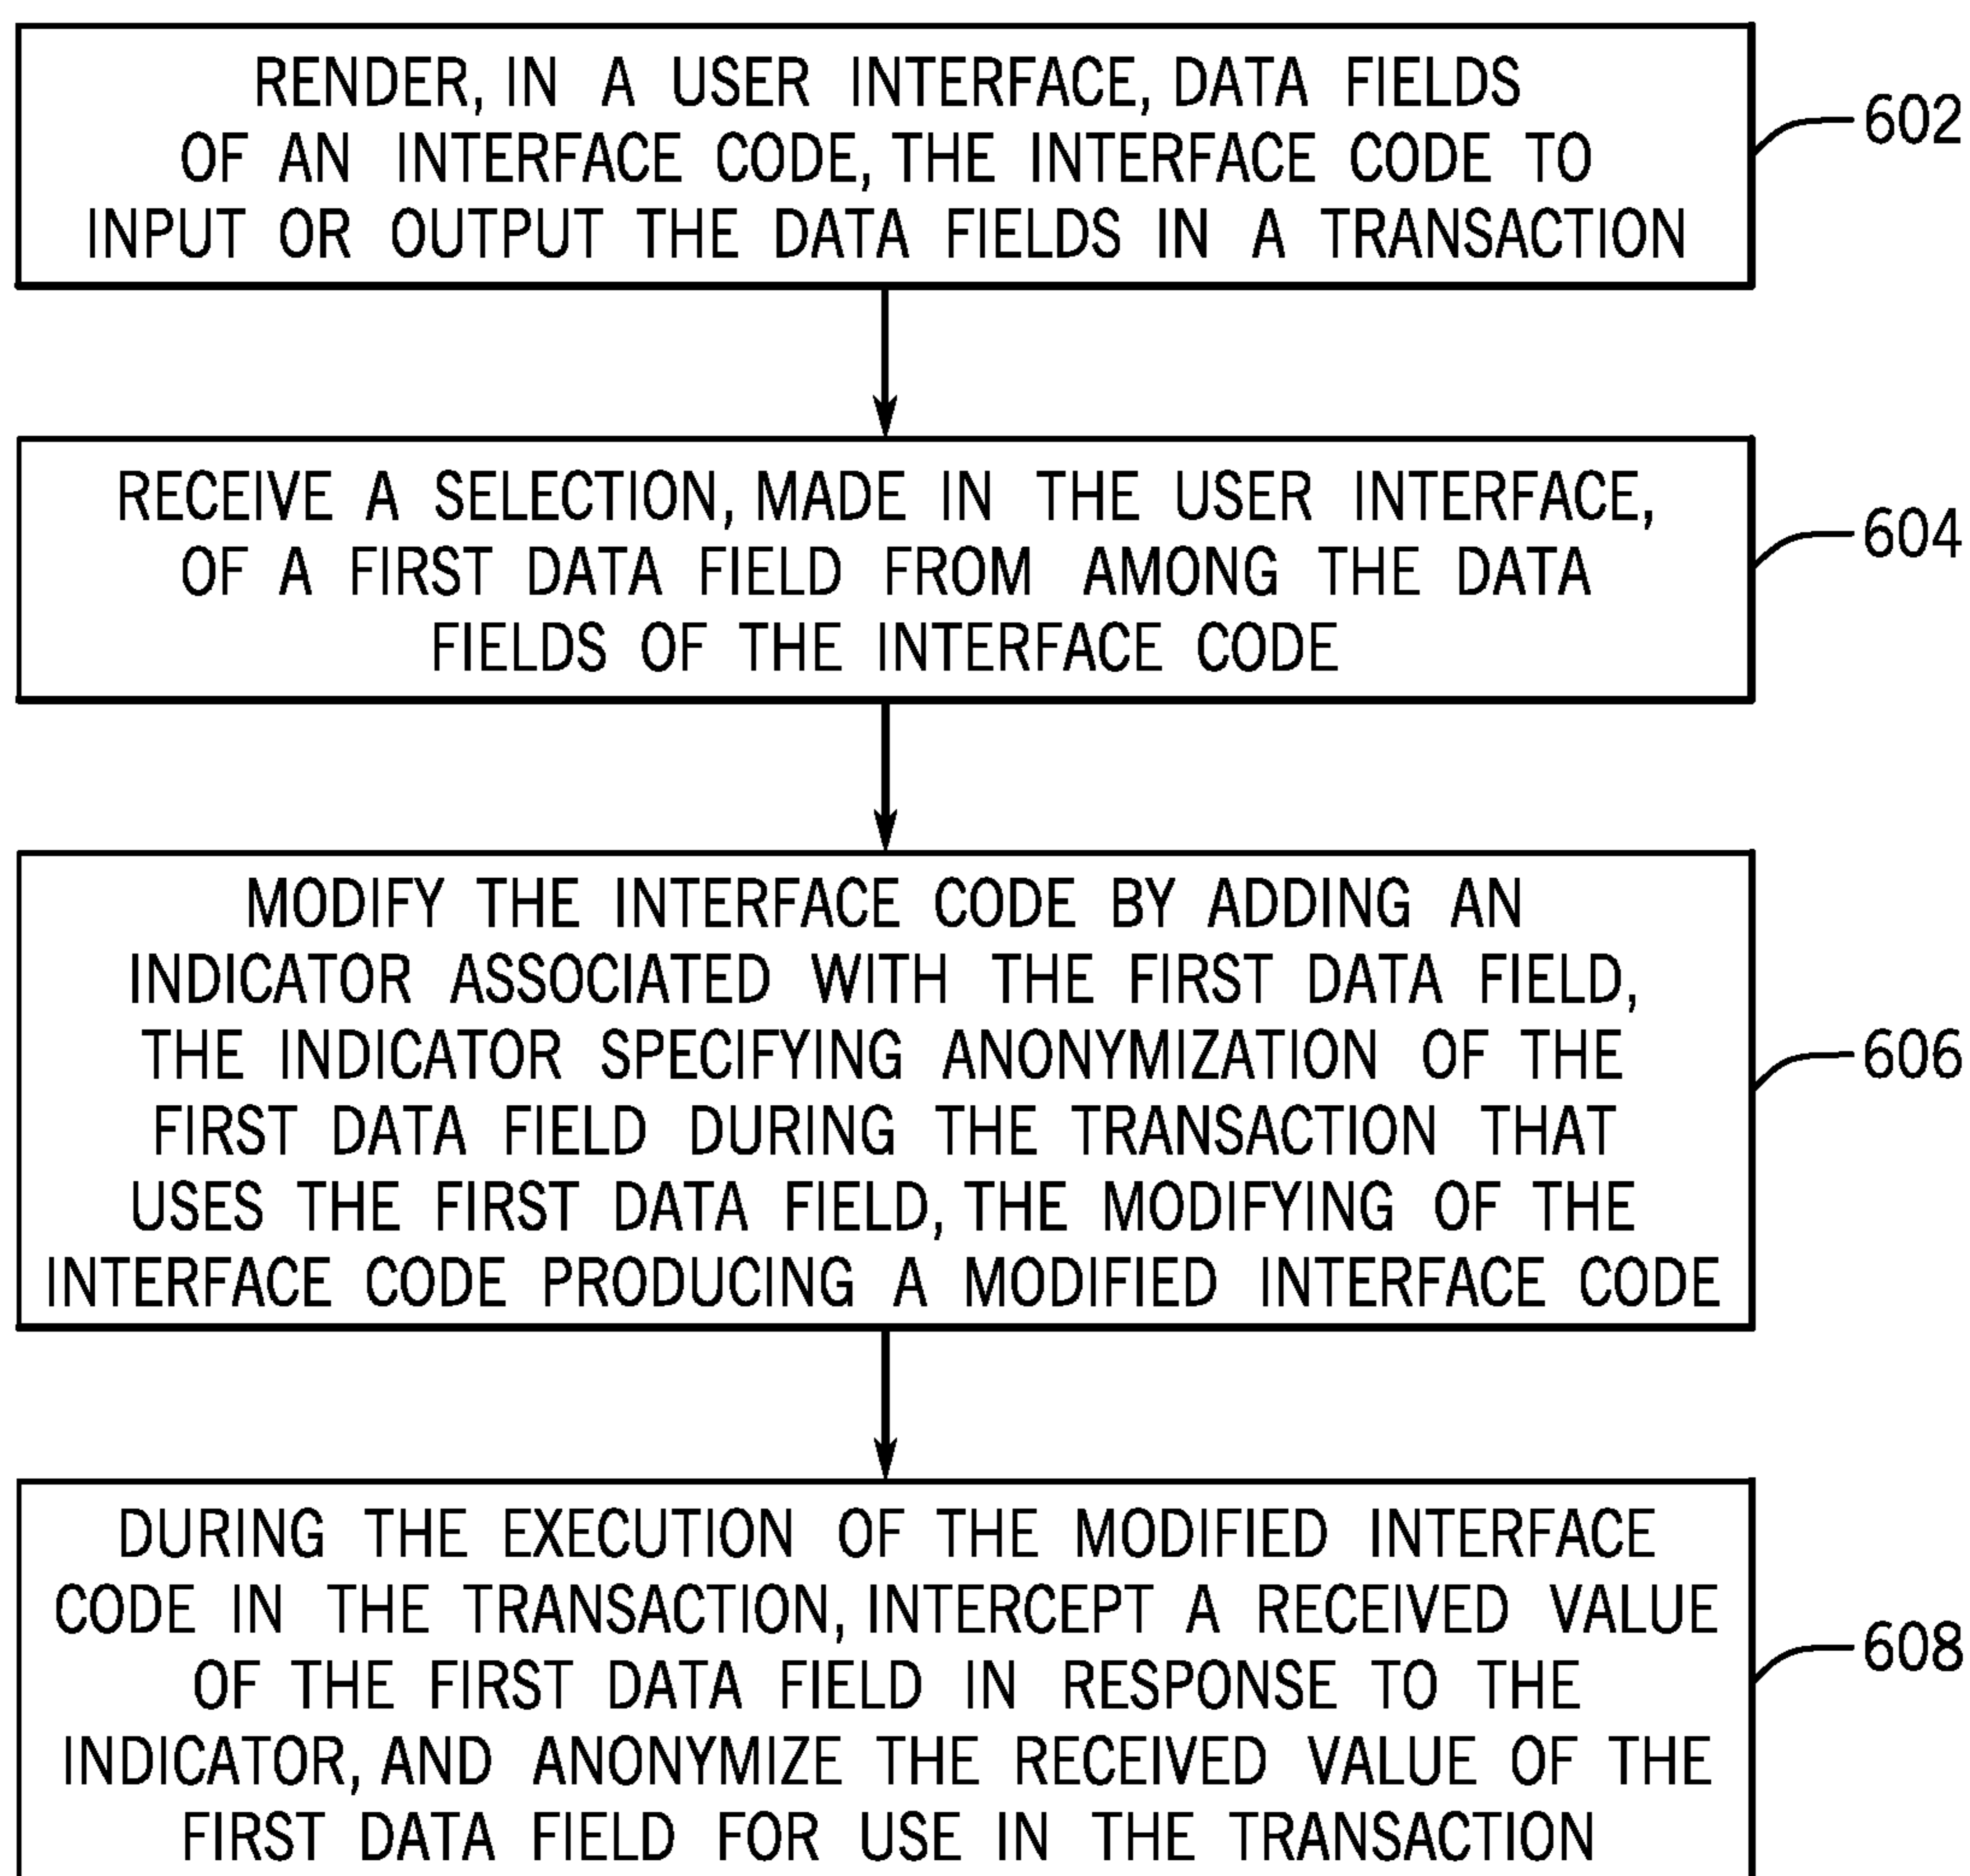 RENDER, IN A USER INTERFACE, DATA FIELDS
OF AN INTERFACE CODE, THE INTERFACE CODE TO
INPUT OR OUTPUT THE DATA FIELDS IN A TRANSACTION
602
RECEIVE A SELECTION, MADE IN THE USER INTERFACE,
OF A FIRST DATA FIELD FROM AMONG THE DATA
FIELDS OF THE INTERFACE CODE
604
MODIFY THE INTERFACE CODE BY ADDING AN
INDICATOR ASSOCIATED WITH THE FIRST DATA FIELD,
THE INDICATOR SPECIFYING ANONYMIZATION OF THE
FIRST DATA FIELD DURING THE TRANSACTION THAT
USES THE FIRST DATA FIELD, THE MODIFYING OF THE
INTERFACE CODE PRODUCING A MODIFIED INTERFACE CODE
606
DURING THE EXECUTION OF THE MODIFIED INTERFACE
CODE IN THE TRANSACTION, INTERCEPT A RECEIVED VALUE
OF THE FIRST DATA FIELD IN RESPONSE TO THE
INDICATOR, AND ANONYMIZE THE RECEIVED VALUE OF THE
FIRST DATA FIELD FOR USE IN THE TRANSACTION
608